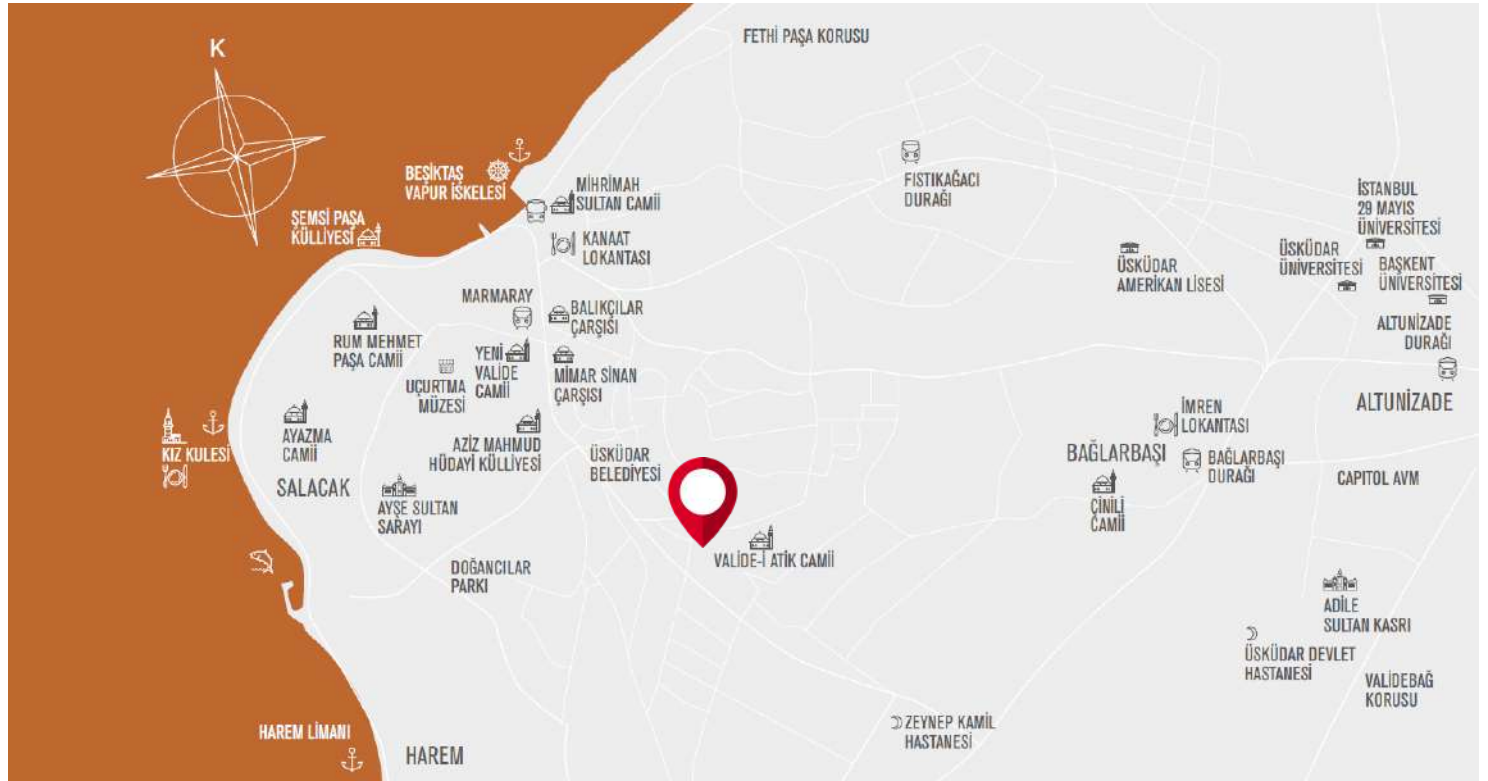 K
FETHİ PAŞA KORUSU
BEŞİKTAŞ
VAPUR İSKELESİ
MİHRİMAH
SULTAN CAMİİ
FISTIKAĞACI
DURAĞI
İSTANBUL
29 MAYIS
ÜNİVERSİTESİ
ŞEMSİ PAŞA
KÜLLİYESİ
KANAAT
LOKANTASI
ÜSKÜDAR
AMERİKAN LİSESİ
ÜSKÜDAR
ÜNİVERSİTESİ
BAŞKENT
ÜNİVERSİTESİ
MARMARAY
BALIKÇILAR
ÇARŞISI
ALTUNİZADE
DURAĞI
RUM MEHMET
PAŞA CAMİİ
UÇURTMA
MÜZESİ
YENİ
VALİDE
CAMİİ
MİMAR SİNAN
ÇARŞISI
ALTUNİZADE
KIZ KULESİ
AYAZMA
CAMİİ
AZİZ MAHMUD
HÜDAYİ KÜLLİYESİ
ÜSKÜDAR
BELEDİYESİ
İMREN
LOKANTASI
BAĞLARBAŞI
BAĞLARBAŞI
DURAĞI
CAPITOL AVM
SALACAK
AYŞE SULTAN
SARAYI
ÇİNİLİ
CAMİİ
VALİDE-İ ATİK CAMİİ
DOĞANCILAR
PARKI
ADİLE
SULTAN KASRI
ÜSKÜDAR DEVLET
HASTANESİ
VALİDEBAĞ
KORUSU
HAREM LİMANI
HAREM
ZEYNEP KAMİL
HASTANESİ